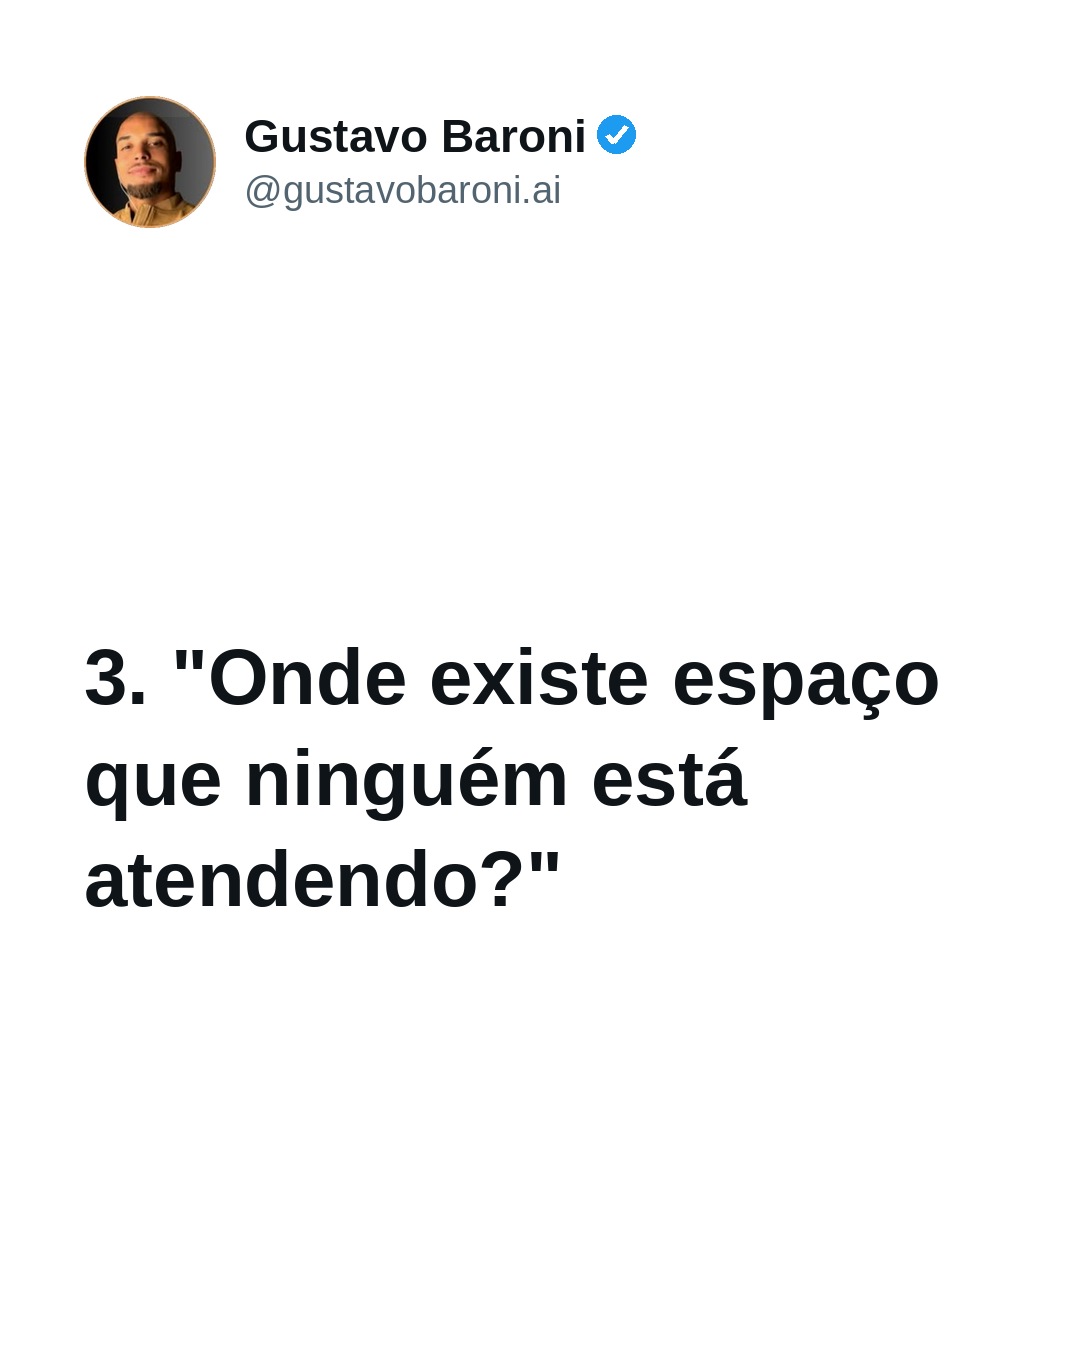 Gustavo Baroni
@gustavobaroni.ai
3. "Onde existe espaço
que ninguém está
atendendo?"